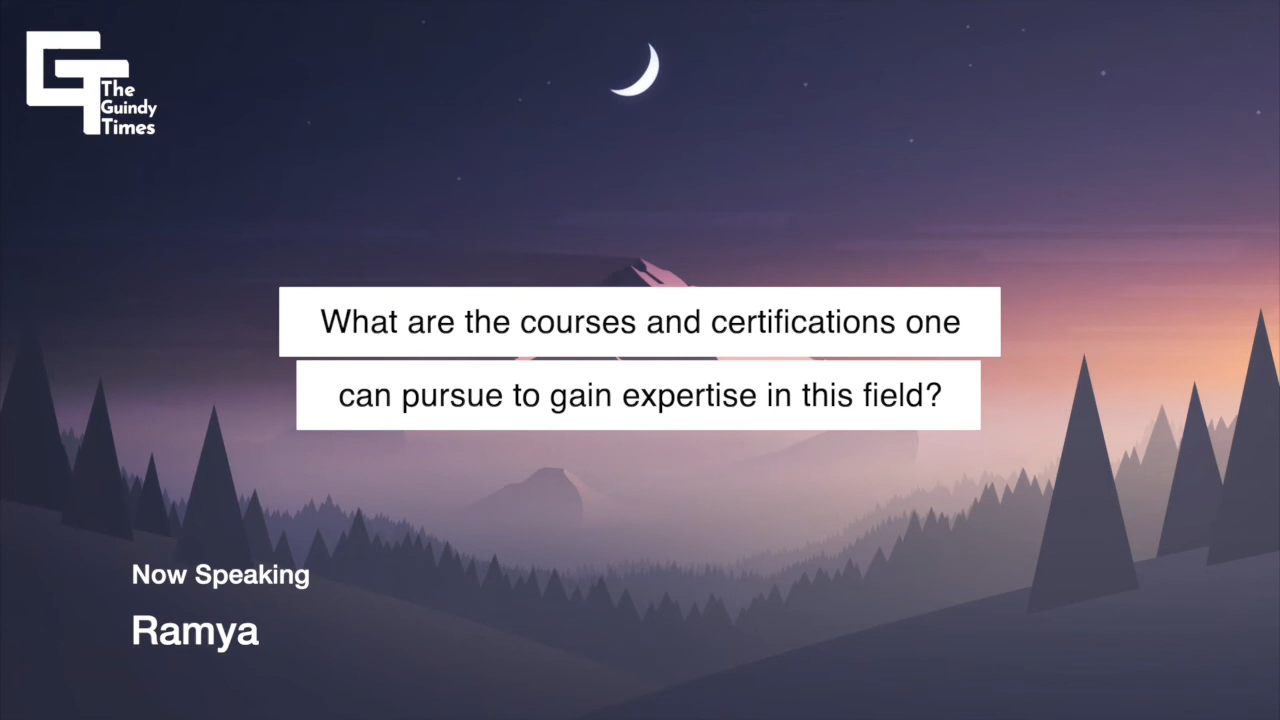 The
Guindy
Times
What are the courses and certifications one
can pursue to gain expertise in this field?
Now Speaking
Ramya